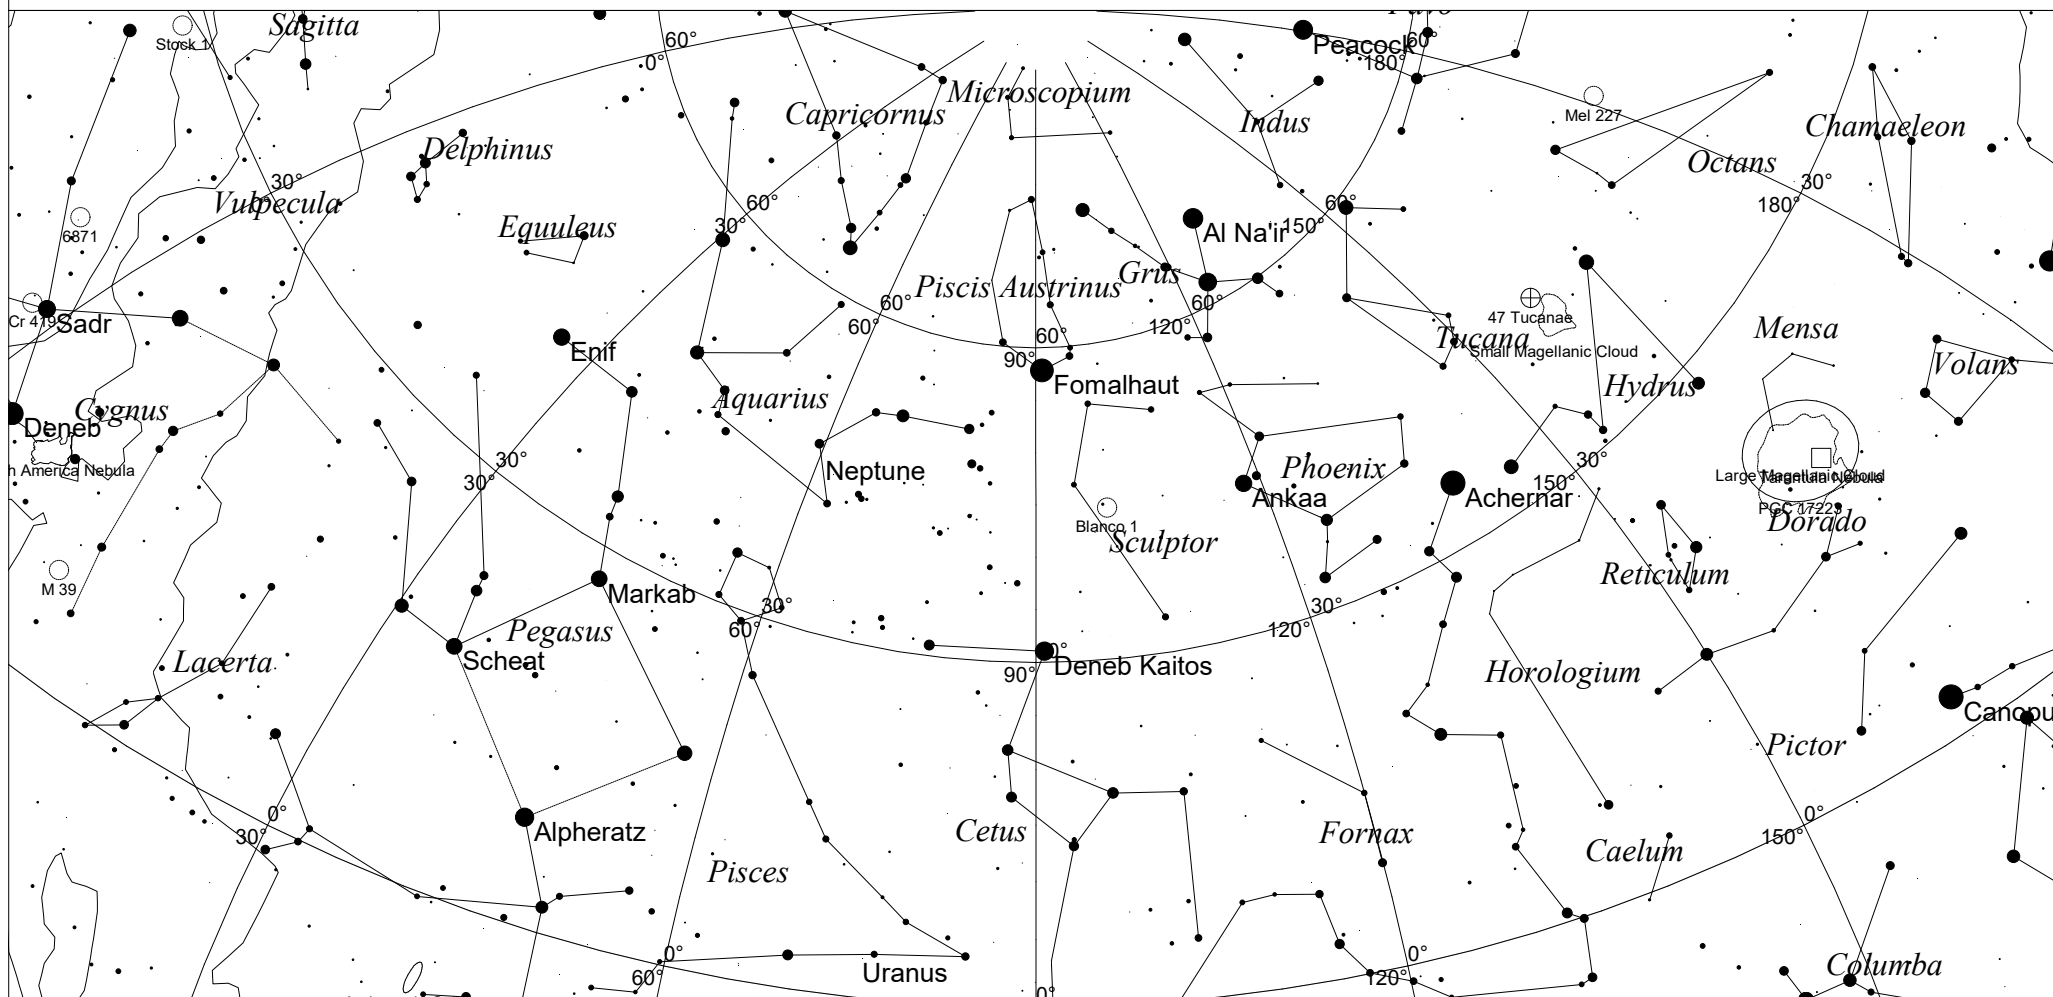 Sagitta
Stock 1
60°
0°
Peacock
60°
180°
Microscopium
Capricornus
Indus
Mel 227
Chamaeleon
Delphinus
Octans
30°
30°
180°
Vulpecula
60°
30°
60°
150°
6871
Equuleus
Al Na'ir
Grus
Piscis Austrinus
60°
60°
60°
120°
Cr 419
Sadr
47 Tucanae
Tucana
Small Magellanic Cloud
Mensa
Enif
60°
90°
Fomalhaut
Volans
Hydrus
Aquarius
Cygnus
Deneb
h America Nebula
30°
30°
Neptune
Phoenix
30°
150°
Ankaa
Achernar
Large Magellanic Cloud
Tarantula Nebula
PGC 17223
Dorado
Blanco 1
Sculptor
M 39
Markab
Reticulum
30°
60°
30°
120°
Pegasus
Scheat
Lacerta
0°
90°
Deneb Kaitos
Horologium
Canopu
Pictor
0°
30°
Alpheratz
Cetus
Fornax
Caelum
0°
150°
Pisces
0°
60°
Uranus
0°
120°
Columba
0°